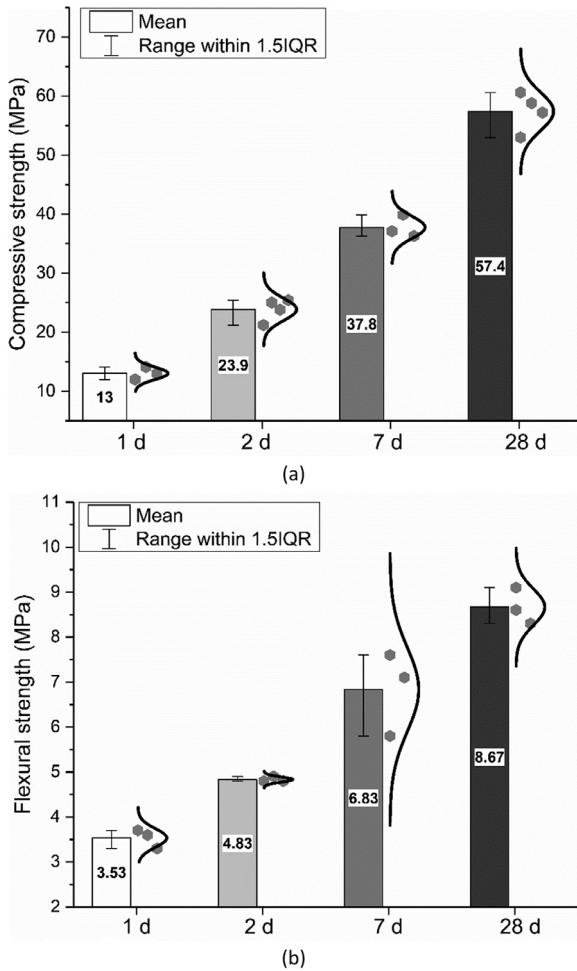 Mean
Range within 1.5IQR
Compressive strength (MPa)
70
60
50
40
30
20
10
13
23.9
37.8
57.4
1 d
2 d
7 d
28 d
(a)
Mean
Range within 1.5IQR
Flexural strength (MPa)
11
10
9
8
7
6
5
4
3
2
3.53
4.83
6.83
8.67
1 d
2 d
7 d
28 d
(b)